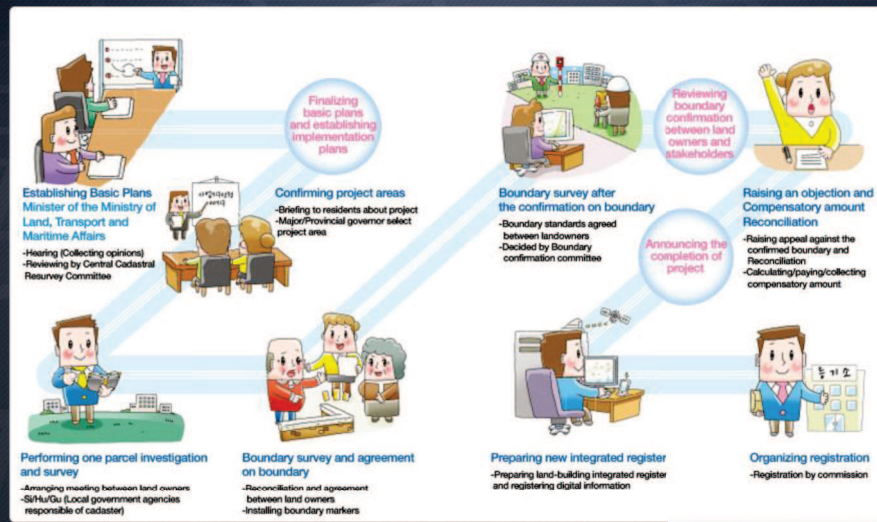 Finalizing
basic plans
and establishing
implementation
plans
Establishing Basic Plans
Minister of the Ministry of
Land, Transport and
Maritime Affairs
-Hearing (Collecting opinions)
-Reviewing by Central Cadastral
Resurvey Committee
Confirming project areas
-Briefing to residents about project
-Major/Provincial governor select
project area
Performing one parcel investigation
and survey
-Arranging meeting between land owners
-Si/Hu/Gu (Local government agencies
responsible of cadaster)
Boundary survey and agreement
on boundary
-Reconciliation and agreement
between land owners
-Installing boundary markers
Boundary survey after
the confirmation on boundary
-Boundary standards agreed
between landowners
-Decided by Boundary
confirmation committee
Reviewing
boundary
confirmation
between land
owners and
stakeholders
Raising an objection and
Compensatory amount
Reconciliation
-Raising appeal against the
confirmed boundary and
Reconciliation
-Calculating/paying/collecting
compensatory amount
Announcing the
completion of
project
Preparing new integrated register
-Preparing land-building integrated register
and registering digital information
등기소
Organizing registration
-Registration by commission